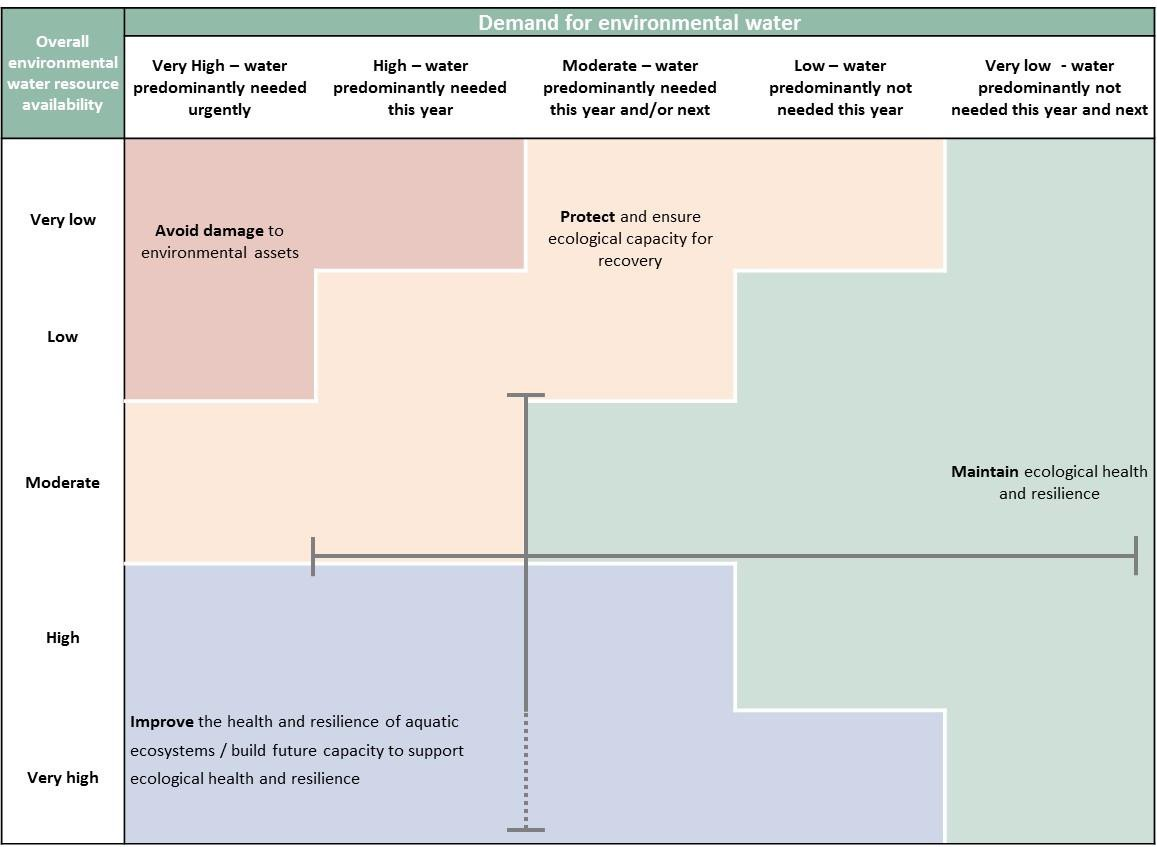 Demand for environmental water
Overall
environmental
water resource
availability
Very High – water
predominantly needed
urgently
High – water
predominantly needed
this year
Moderate – water
predominantly needed
this year and/or next
Low – water
predominantly not
needed this year
Very low - water
predominantly not
needed this year and next
Very low
Avoid damage to
environmental assets
Protect and ensure
ecological capacity for
recovery
Low
Moderate
Maintain ecological health
and resilience
High
Improve the health and resilience of aquatic
ecosystems / build future capacity to support
ecological health and resilience
Very high